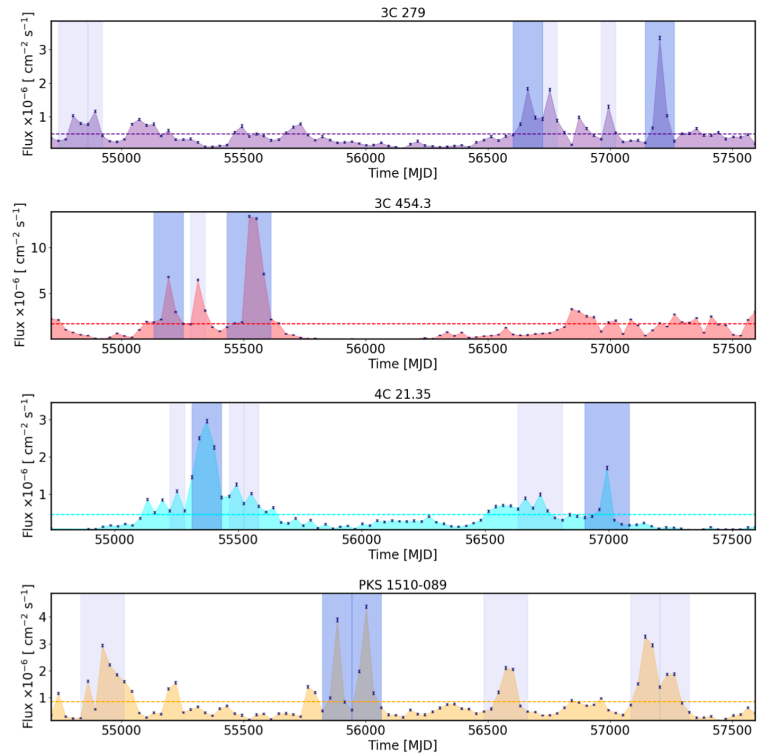 3C 279
Flux ×10⁻⁶ [ cm⁻² s⁻¹]
3
2
1
55000 55500 56000 56500 57000 57500
Time [MJD]
3C 454.3
Flux ×10⁻⁶ [ cm⁻² s⁻¹]
10
5
55000 55500 56000 56500 57000 57500
Time [MJD]
4C 21.35
Flux ×10⁻⁶ [ cm⁻² s⁻¹]
3
2
1
55000 55500 56000 56500 57000 57500
Time [MJD]
PKS 1510-089
Flux ×10⁻⁶ [ cm⁻² s⁻¹]
4
3
2
1
55000 55500 56000 56500 57000 57500
Time [MJD]